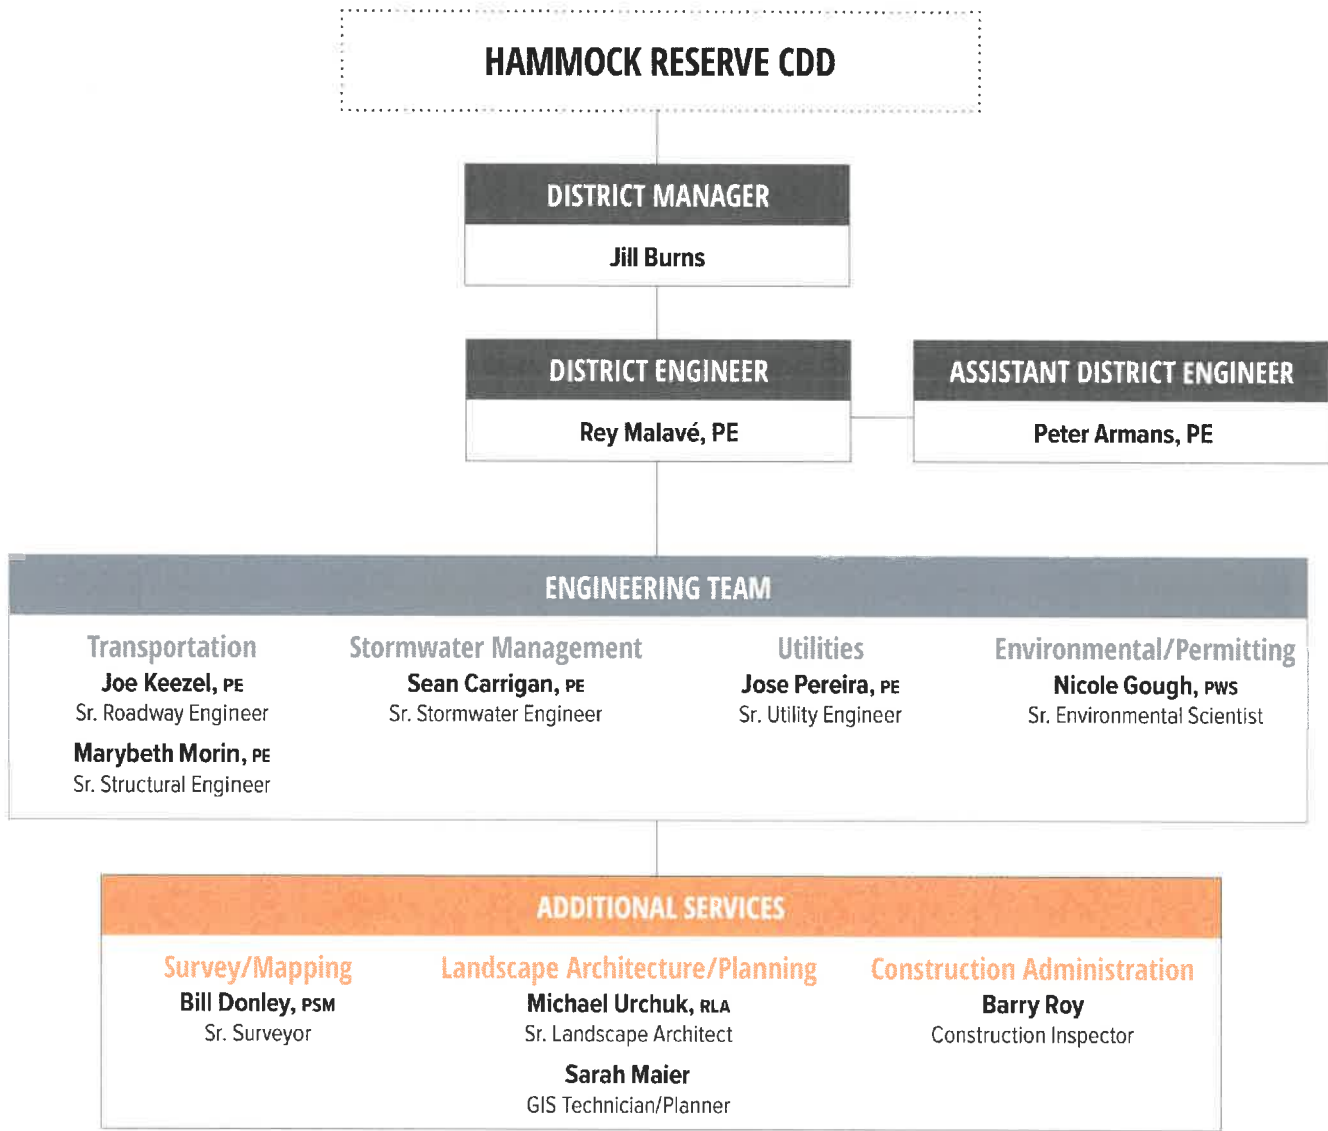 HAMMOCK RESERVE CDD
DISTRICT MANAGER
Jill Burns
DISTRICT ENGINEER
Rey Malavé, PE
ASSISTANT DISTRICT ENGINEER
Peter Armans, PE
ENGINEERING TEAM
Transportation
Joe Keezel, PE
Sr. Roadway Engineer
Marybeth Morin, PE
Sr. Structural Engineer
Stormwater Management
Sean Carrigan, PE
Sr. Stormwater Engineer
Utilities
Jose Pereira, PE
Sr. Utility Engineer
Environmental/Permitting
Nicole Gough, PWS
Sr. Environmental Scientist
ADDITIONAL SERVICES
Survey/Mapping
Bill Donley, PSM
Sr. Surveyor
Landscape Architecture/Planning
Michael Urchuk, RLA
Sr. Landscape Architect
Sarah Maier
GIS Technician/Planner
Construction Administration
Barry Roy
Construction Inspector